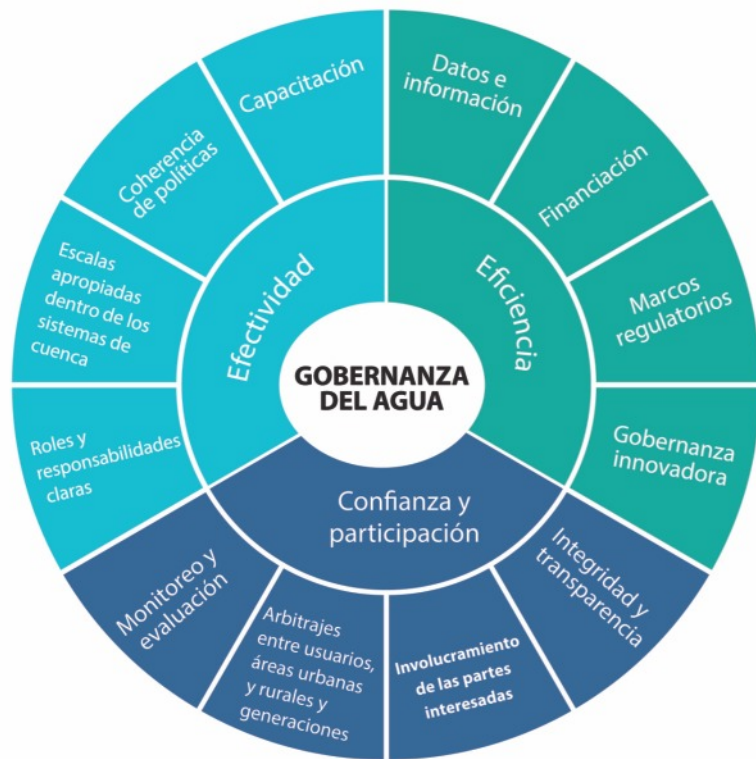 GOBERNANZA
DEL AGUA
Efectividad
Eficiencia
Confianza y
participación
Capacitación
Coherencia
de políticas
Escalas
apropiadas
dentro de los
sistemas de
cuenca
Roles y
responsabilidades
claras
Datos e
información
Financiación
Marcos
regulatorios
Gobernanza
innovadora
Integridad y
transparencia
Involucramiento
de las partes
interesadas
Arbitrajes
entre usuarios,
áreas urbanas
y rurales y
generaciones
Monitoreo y
evaluación